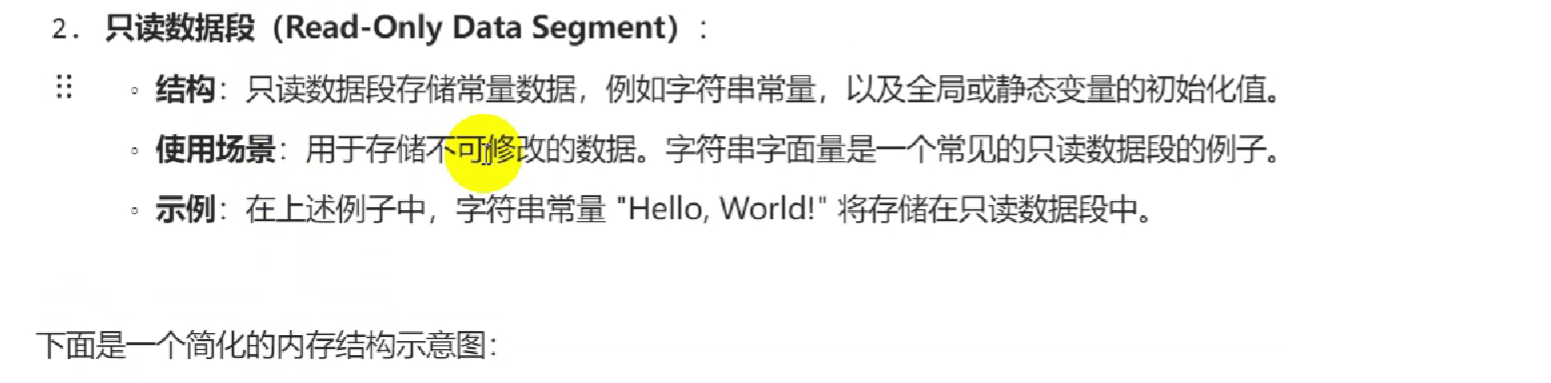 2. 只读数据段（Read-Only Data Segment）：
◦ 结构：只读数据段存储常量数据，例如字符串常量，以及全局或静态变量的初始化值。
◦ 使用场景：用于存储不可修改的数据。字符串字面量是一个常见的只读数据段的例子。
◦ 示例：在上述例子中，字符串常量 "Hello, World!" 将存储在只读数据段中。
下面是一个简化的内存结构示意图：